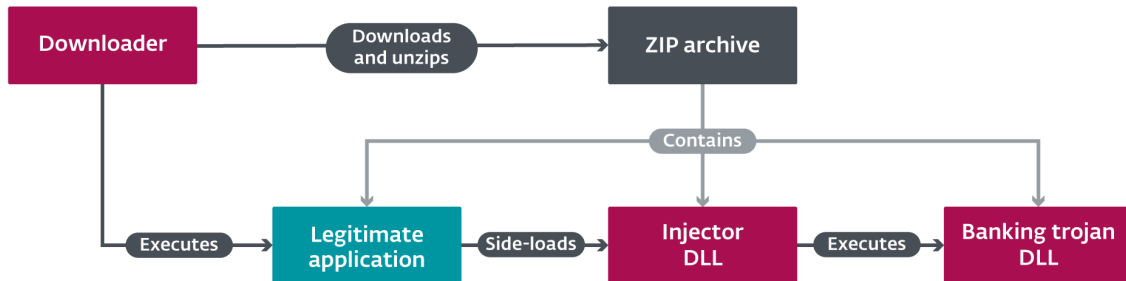 Downloader
Downloads
and unzips
ZIP archive
Contains
Executes
Legitimate
application
Side-loads
Injector
DLL
Executes
Banking trojan
DLL